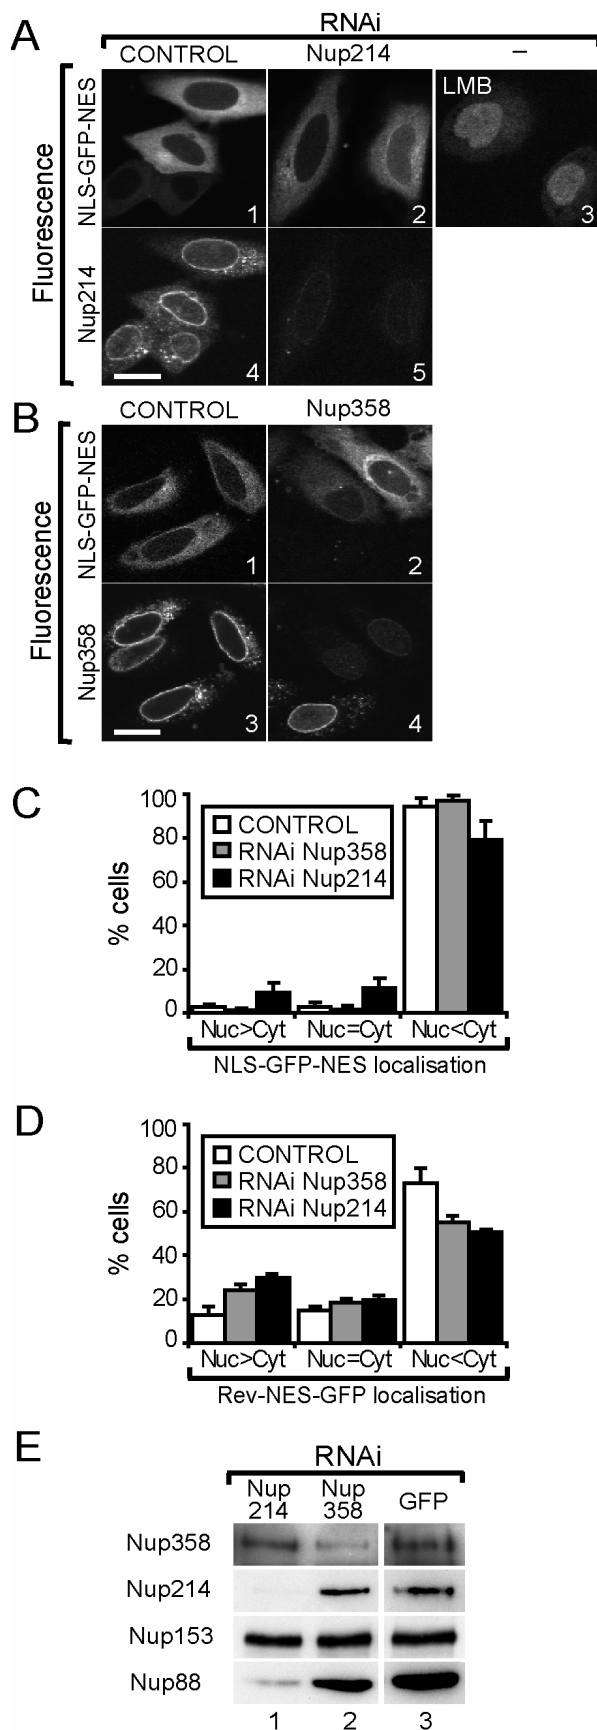 A
RNAi
CONTROL Nup214 –
Fluorescence
NLS-GFP-NES
LMB
1 2 3
Nup214
4 5
B
CONTROL Nup358
Fluorescence
NLS-GFP-NES
1 2
Nup358
3 4
C
% cells
100
80
60
40
20
0
CONTROL
RNAi Nup358
RNAi Nup214
Nuc>Cyt Nuc=Cyt Nuc<Cyt
NLS-GFP-NES localisation
D
% cells
100
80
60
40
20
0
CONTROL
RNAi Nup358
RNAi Nup214
Nuc>Cyt Nuc=Cyt Nuc<Cyt
Rev-NES-GFP localisation
E
RNAi
Nup 214 Nup 358 GFP
Nup358
Nup214
Nup153
Nup88
1 2 3